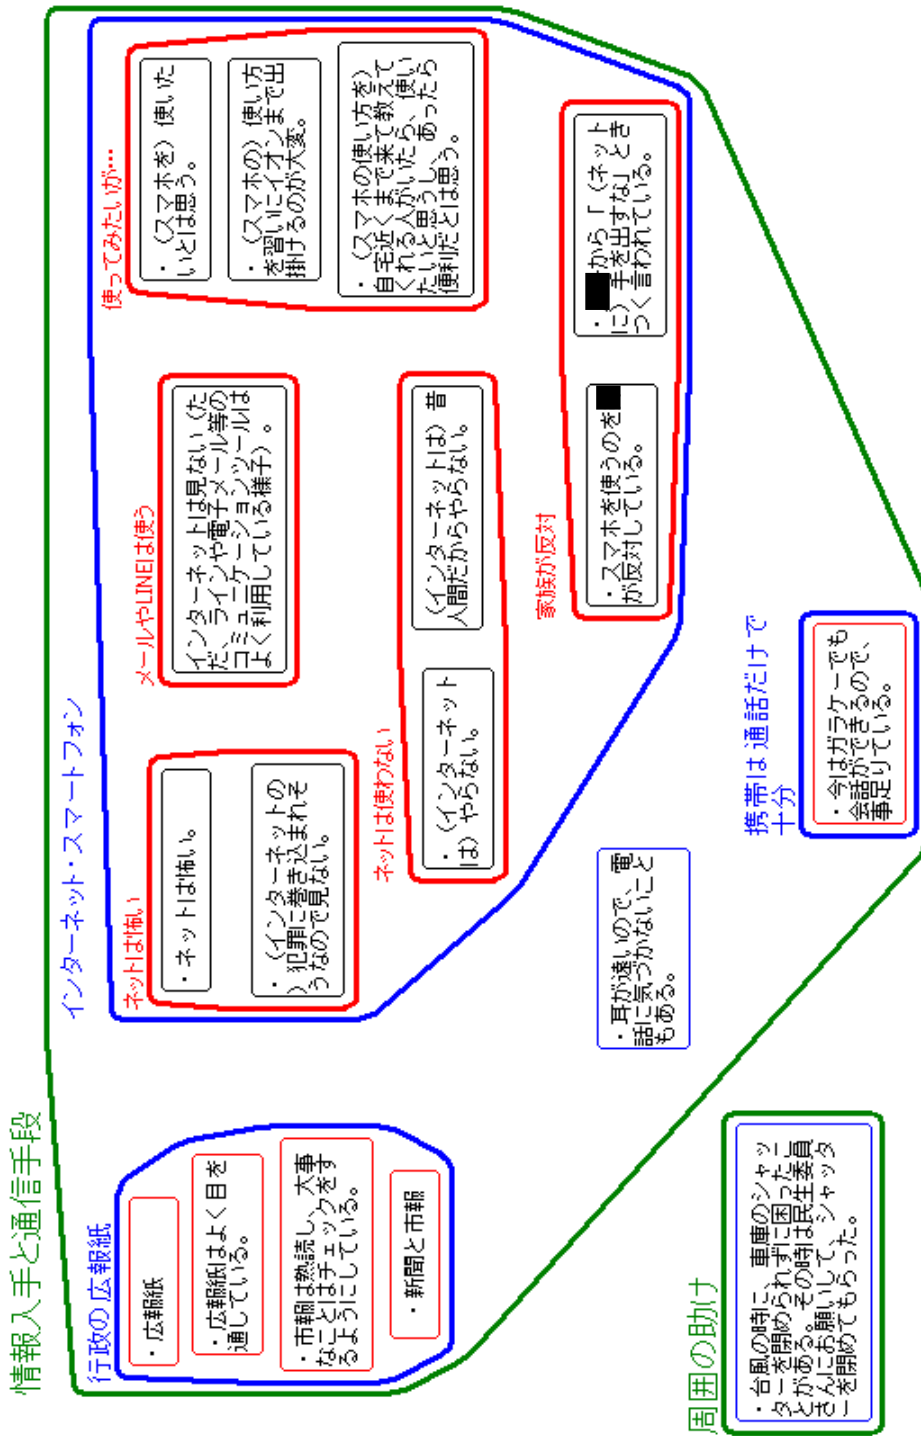 情報入手と通信手段
行政の広報紙
・広報紙
・広報紙はよく目を
通している。
・市報は熟読し、大事
なことはチェックをす
るようにしている。
・新聞と市報
インターネット・スマートフォン
ネットは怖い
・ネットは怖い。
・（インターネットの
）犯罪に巻き込まれそ
うなので見ない。
メールやLINEは使う
インターネットは見ない（た
だ、ラインや電子メール等の
コミュニケーションツールは
よく利用している様子）。
使ってみたいが…
・（スマホを）使いた
いとは思う。
・（スマホの）使い方
を習いにイオンまで出
掛けるのが大変。
・（スマホの使い方を）
自宅近くまで来て教えて
くれる人がいたら、使い
たいと思うし、あったら
便利だとは思う。
ネットは使わない
・（インターネット
は）やらない。
（インターネットは）昔
人間だからやらない。
家族が反対
・スマホを使うのを
が反対している。
・から「（ネット
に）手を出すな」とき
つく言われている。
・耳が遠いので、電
話に気づかないこと
もある。
携帯は通話だけで
十分
・今はガラケーでも
会話ができるので、
事足りている。
周囲の助け
・台風の時に、車庫のシャッ
ターを閉められずに困ったこ
とがある。その時は民生委員
さんにお願いして、シャッタ
ーを閉めてもらった。